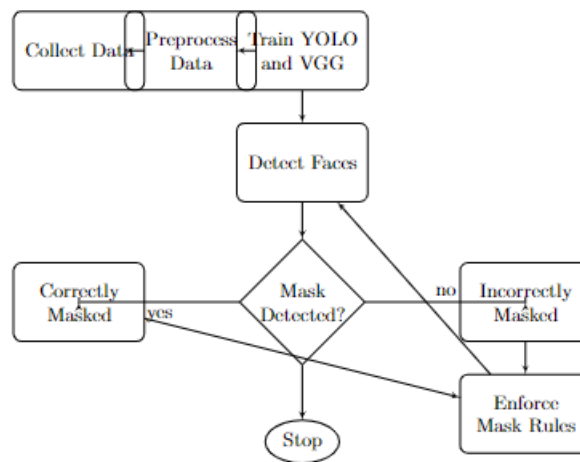 Collect Data
Preprocess
Data
Train YOLO
and VGG
Detect Faces
Mask
Detected?
Correctly
Masked
yes
no
Incorrectly
Masked
Enforce
Mask Rules
Stop